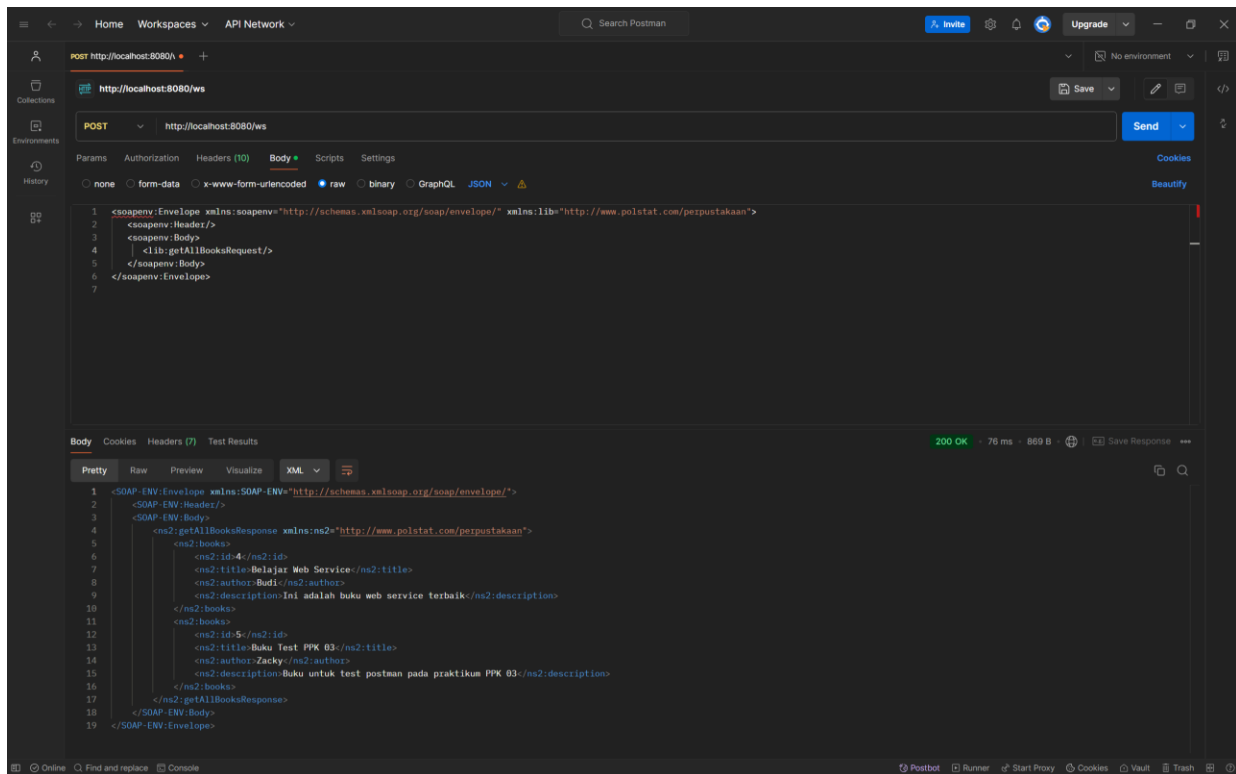 Home Workspaces API Network Search Postman Invite Upgrade
POST http://localhost:8080/\ No environment
Collections
http://localhost:8080/ws Save
Environments
POST http://localhost:8080/ws Send
History
Params Authorization Headers (10) Body Scripts Settings Cookies
none form-data x-www-form-urlencoded raw binary GraphQL JSON Beautify
1 <soapenv:Envelope xmlns:soapenv="http://schemas.xmlsoap.org/soap/envelope/" xmlns:lib="http://www.polstat.com/perpustakaan">
2 <soapenv:Header/>
3 <soapenv:Body>
4 <lib:getAllBooksRequest/>
5 </soapenv:Body>
6 </soapenv:Envelope>
7
Body Cookies Headers (7) Test Results 200 OK 76 ms 869 B Save Response
Pretty Raw Preview Visualize XML
1 <SOAP-ENV:Envelope xmlns:SOAP-ENV="http://schemas.xmlsoap.org/soap/envelope/">
2 <SOAP-ENV:Header/>
3 <SOAP-ENV:Body>
4 <ns2:getAllBooksResponse xmlns:ns2="http://www.polstat.com/perpustakaan">
5 <ns2:books>
6 <ns2:id>4</ns2:id>
7 <ns2:title>Belajar Web Service</ns2:title>
8 <ns2:author>Budi</ns2:author>
9 <ns2:description>Ini adalah buku web service terbaik</ns2:description>
10 </ns2:books>
11 <ns2:books>
12 <ns2:id>5</ns2:id>
13 <ns2:title>Buku Test PPK 03</ns2:title>
14 <ns2:author>Zacky</ns2:author>
15 <ns2:description>Buku untuk test postman pada praktikum PPK 03</ns2:description>
16 </ns2:books>
17 </ns2:getAllBooksResponse>
18 </SOAP-ENV:Body>
19 </SOAP-ENV:Envelope>
Online Find and replace Console Postbot Runner Start Proxy Cookies Vault Trash